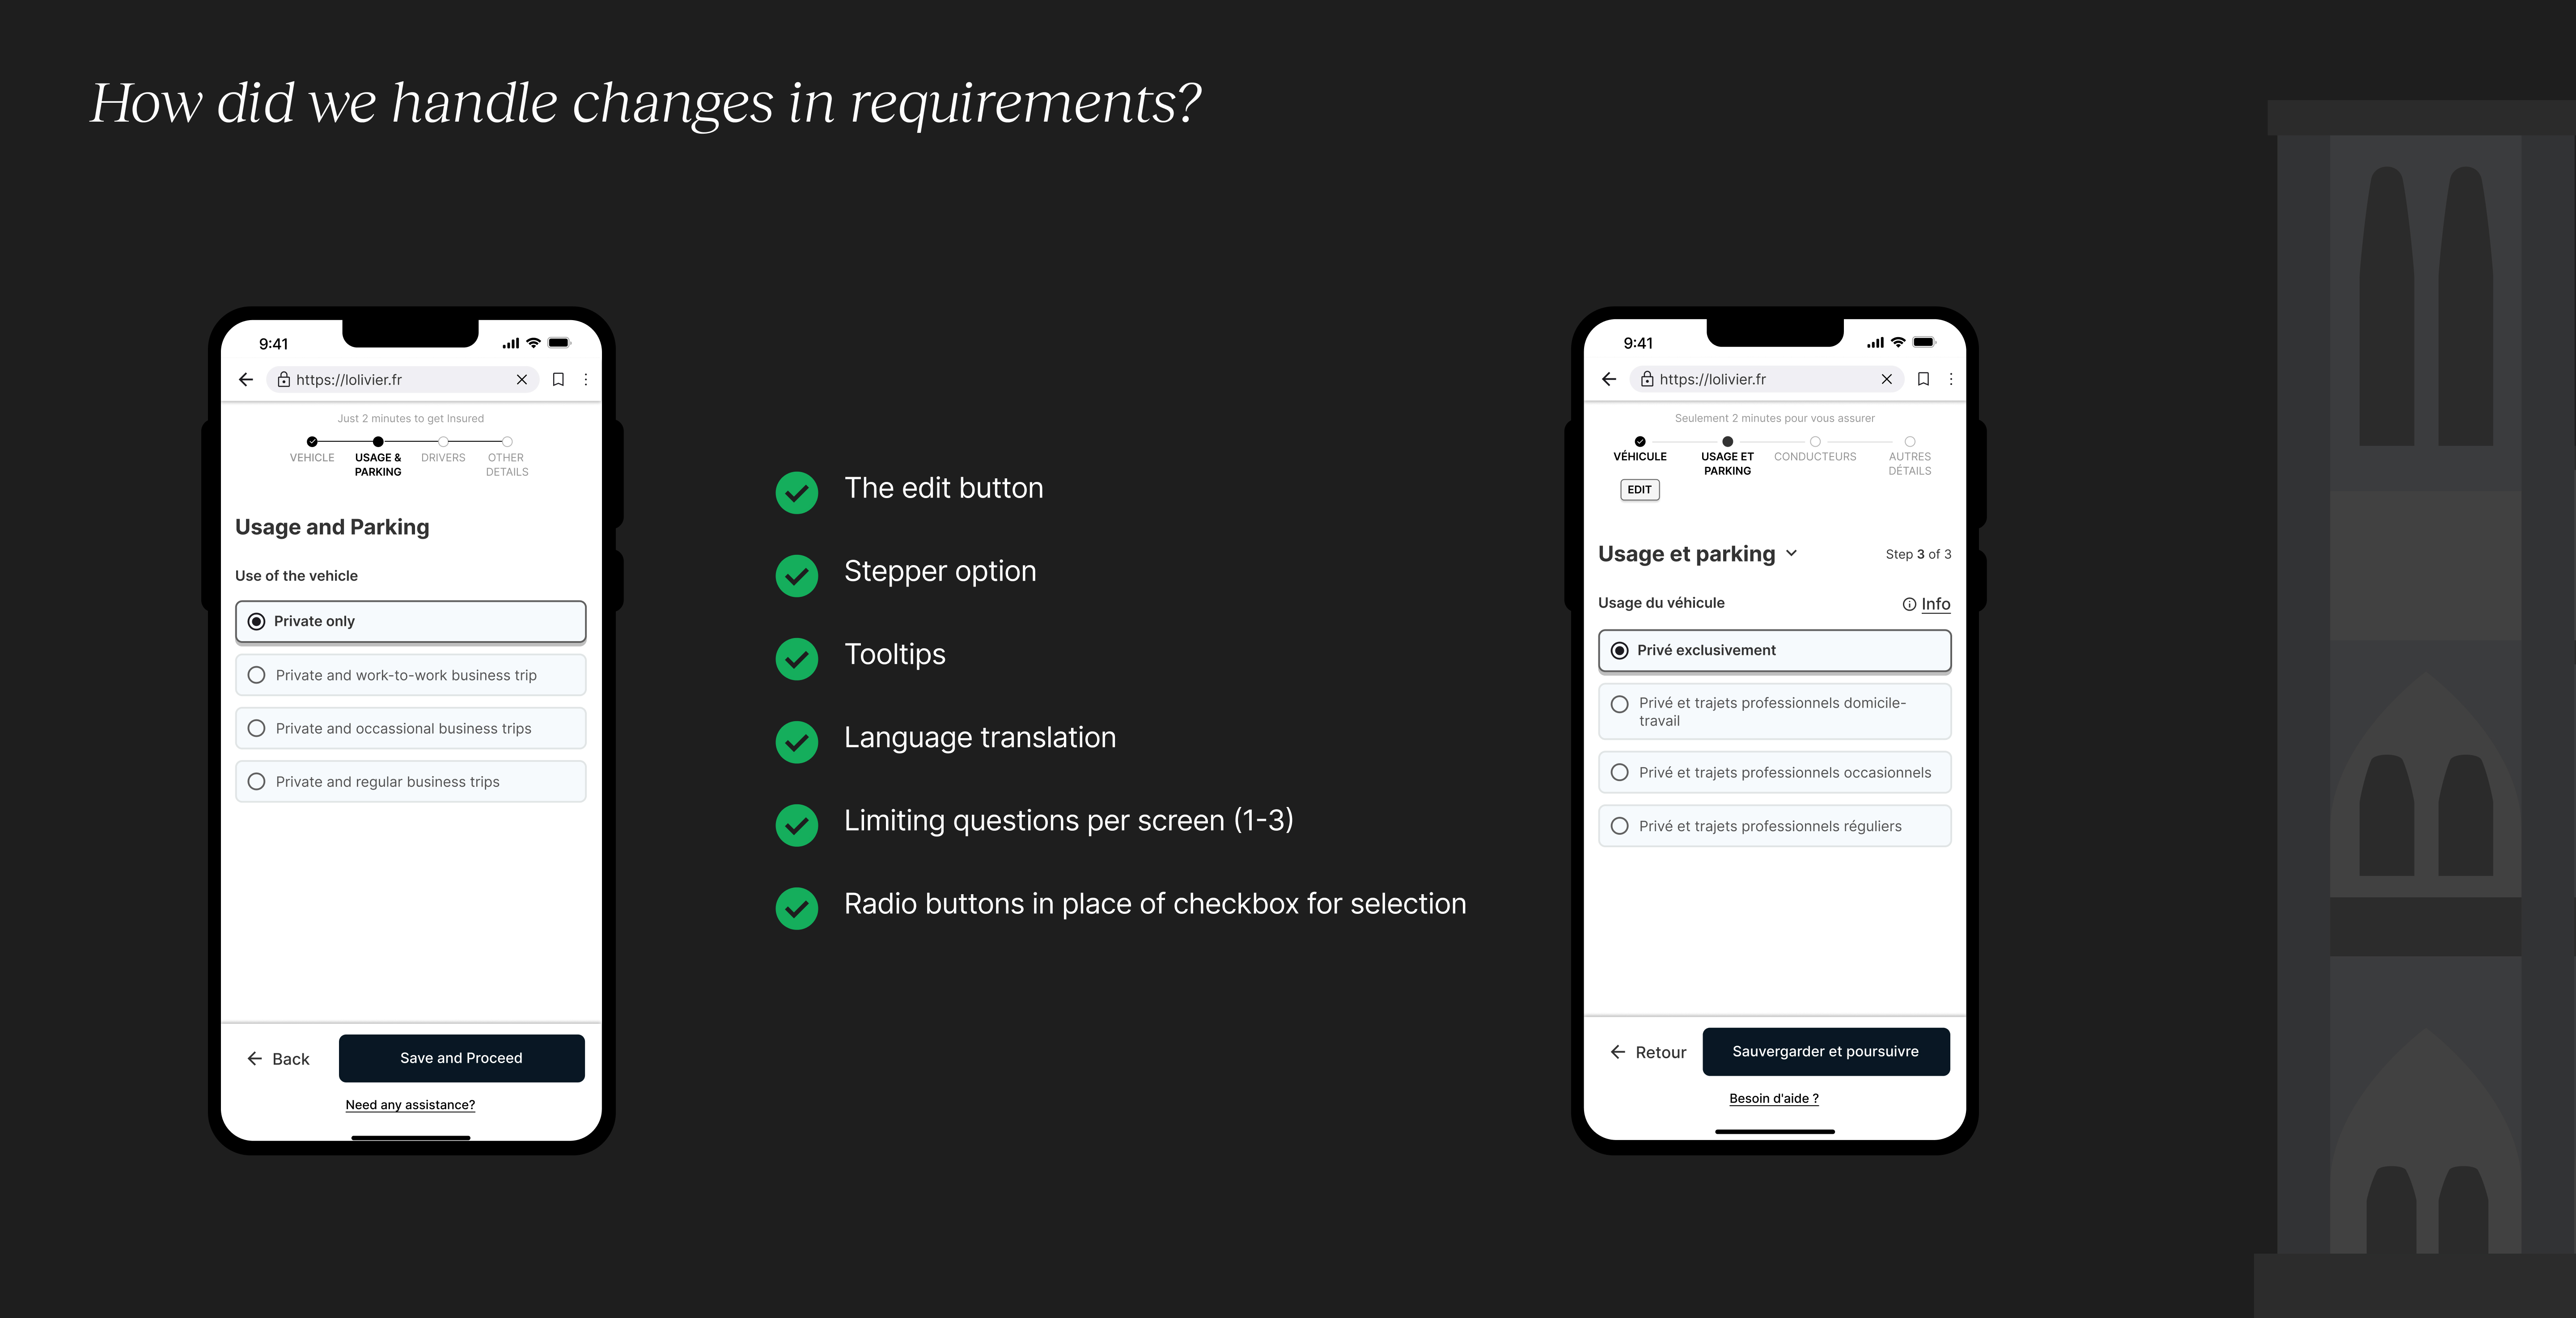 How did we handle changes in requirements?
9:41
https://lolivier.fr
Just 2 minutes to get Insured
VEHICLE
USAGE &
PARKING
DRIVERS
OTHER
DETAILS
Usage and Parking
Use of the vehicle
Private only
Private and work-to-work business trip
Private and occassional business trips
Private and regular business trips
Back
Save and Proceed
Need any assistance?
The edit button
Stepper option
Tooltips
Language translation
Limiting questions per screen (1-3)
Radio buttons in place of checkbox for selection
9:41
https://lolivier.fr
Seulement 2 minutes pour vous assurer
VÉHICULE
USAGE ET
PARKING
CONDUCTEURS
AUTRES
DÉTAILS
EDIT
Usage et parking
Step 3 of 3
Usage du véhicule
Info
Privé exclusivement
Privé et trajets professionnels domicile-
travail
Privé et trajets professionnels occasionnels
Privé et trajets professionnels réguliers
Retour
Sauvergarder et poursuivre
Besoin d'aide ?